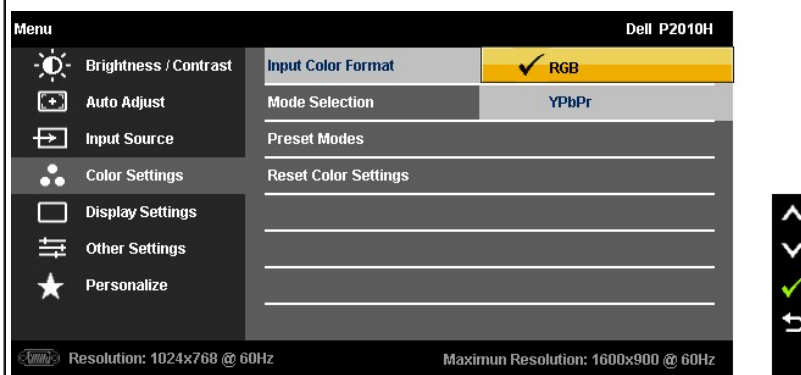 Menu Dell P2010H
Brightness / Contrast Input Color Format RGB
Auto Adjust Mode Selection YPbPr
Input Source Preset Modes
Color Settings Reset Color Settings
Display Settings
Other Settings
Personalize
Resolution: 1024x768 @ 60Hz Maximun Resolution: 1600x900 @ 60Hz